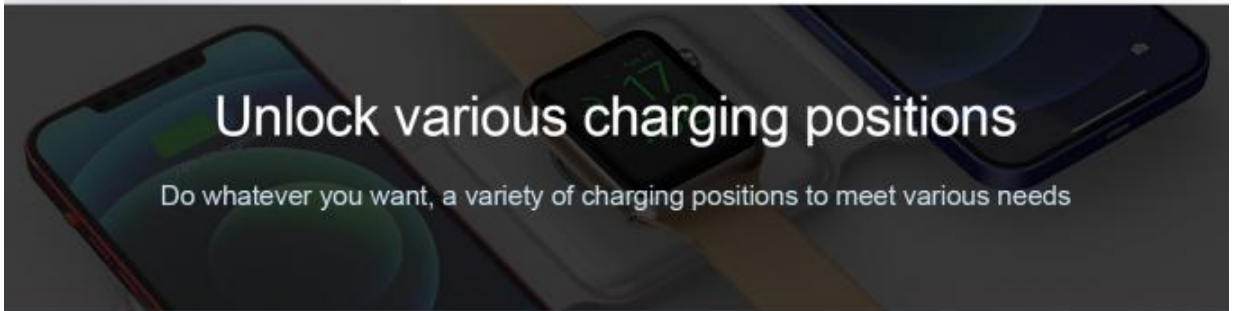 Unlock various charging positions
Do whatever you want, a variety of charging positions to meet various needs